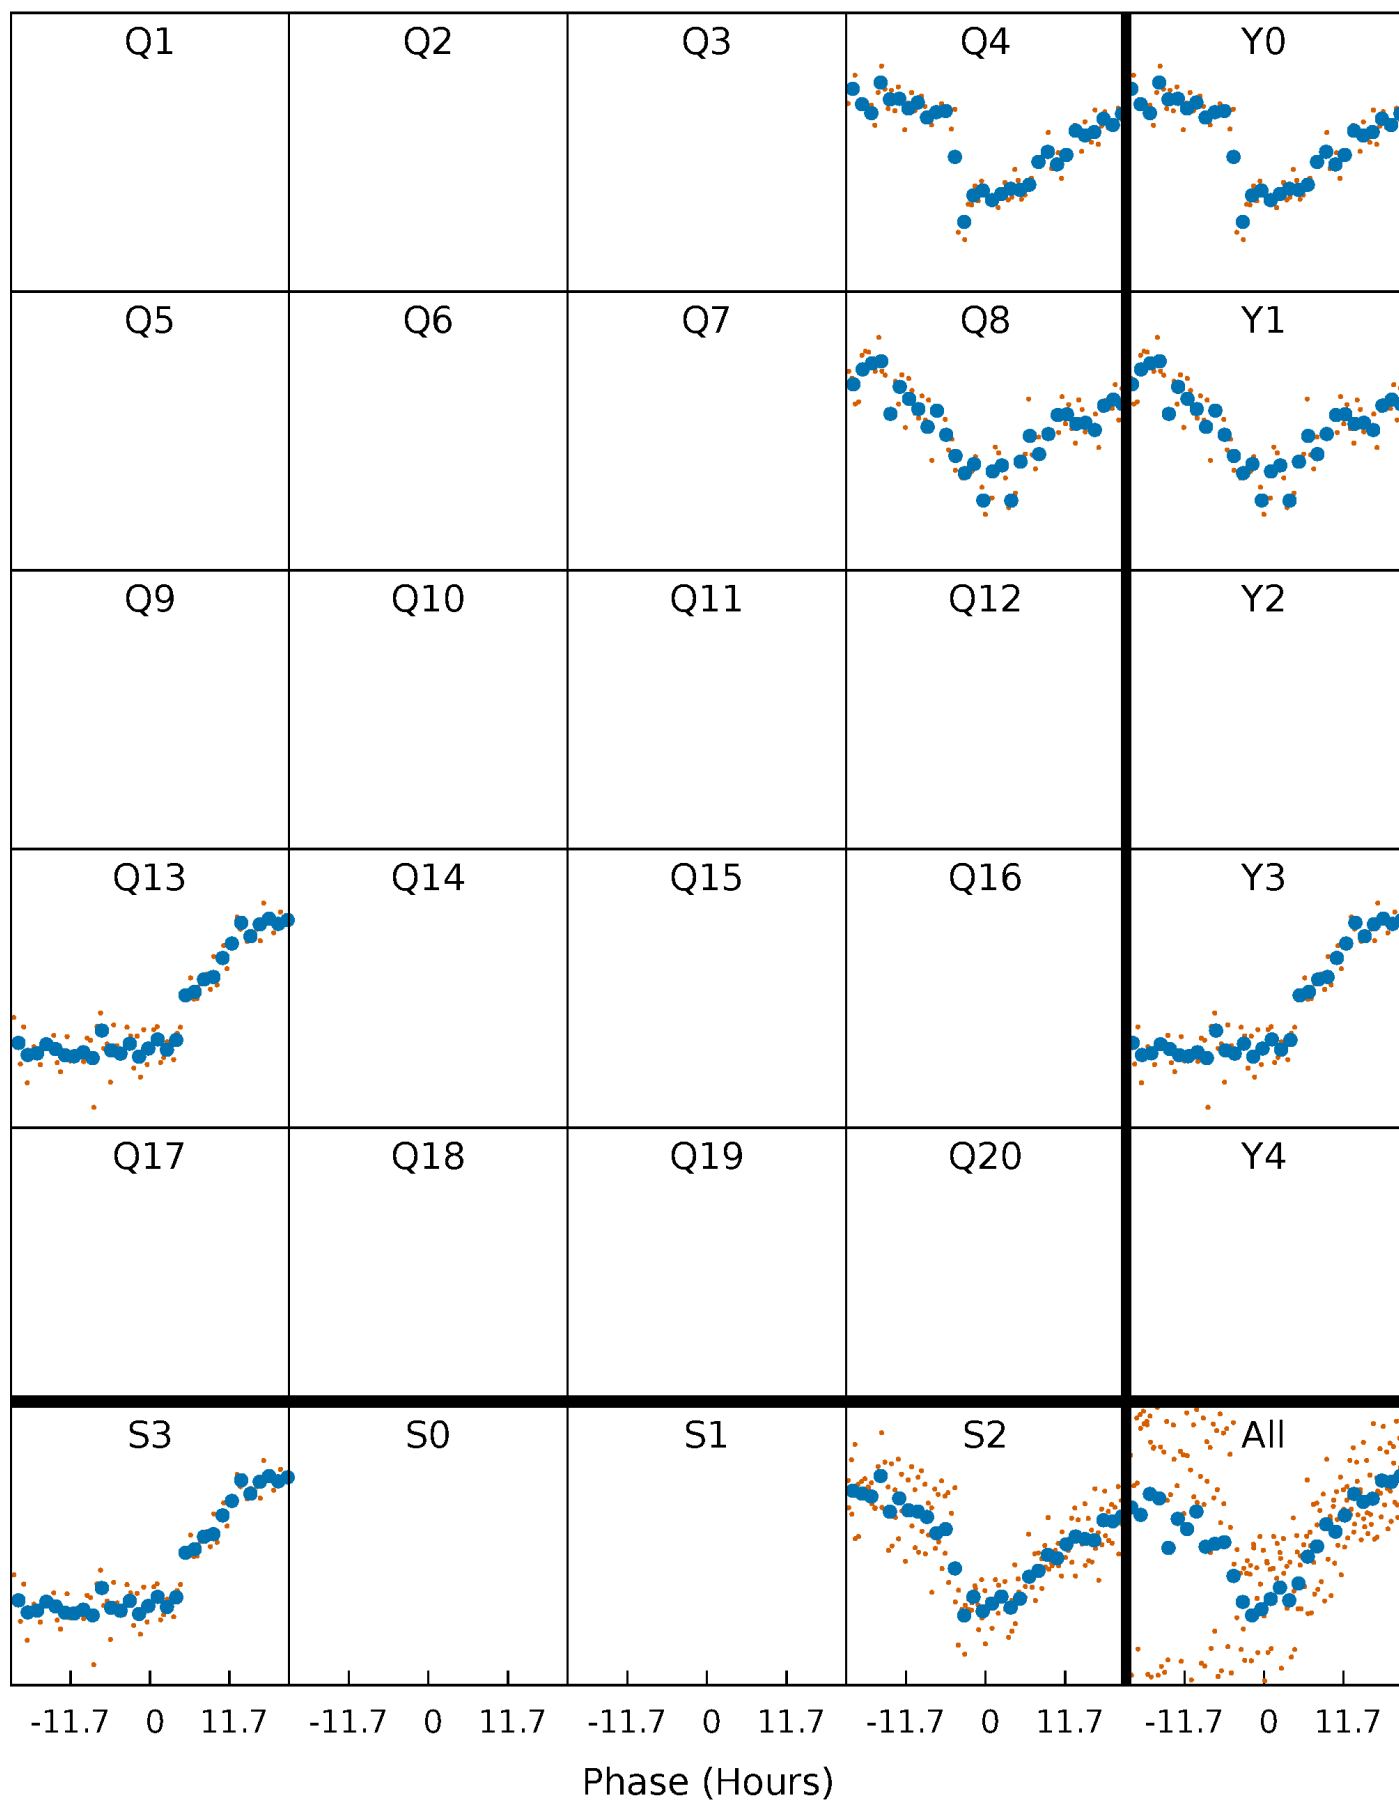 Q1 Q2 Q3 Q4 Y0
Q5 Q6 Q7 Q8 Y1
Q9 Q10 Q11 Q12 Y2
Q13 Q14 Q15 Q16 Y3
Q17 Q18 Q19 Q20 Y4
S3 S0 S1 S2 All
-11.7 0 11.7 -11.7 0 11.7 -11.7 0 11.7 -11.7 0 11.7 -11.7 0 11.7
Phase (Hours)